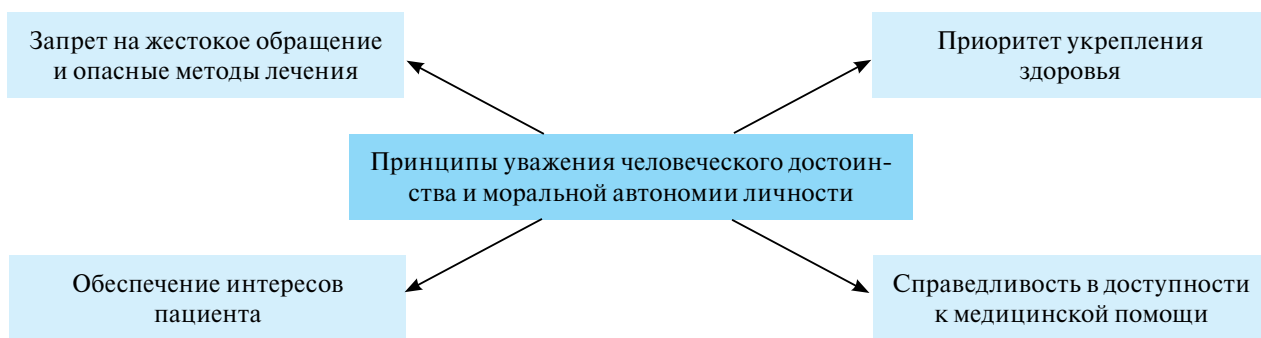 Запрет на жестокое обращение
и опасные методы лечения
Приоритет укрепления
здоровья
Принципы уважения человеческого достоин-
ства и моральной автономии личности
Обеспечение интересов
пациента
Справедливость в доступности
к медицинской помощи